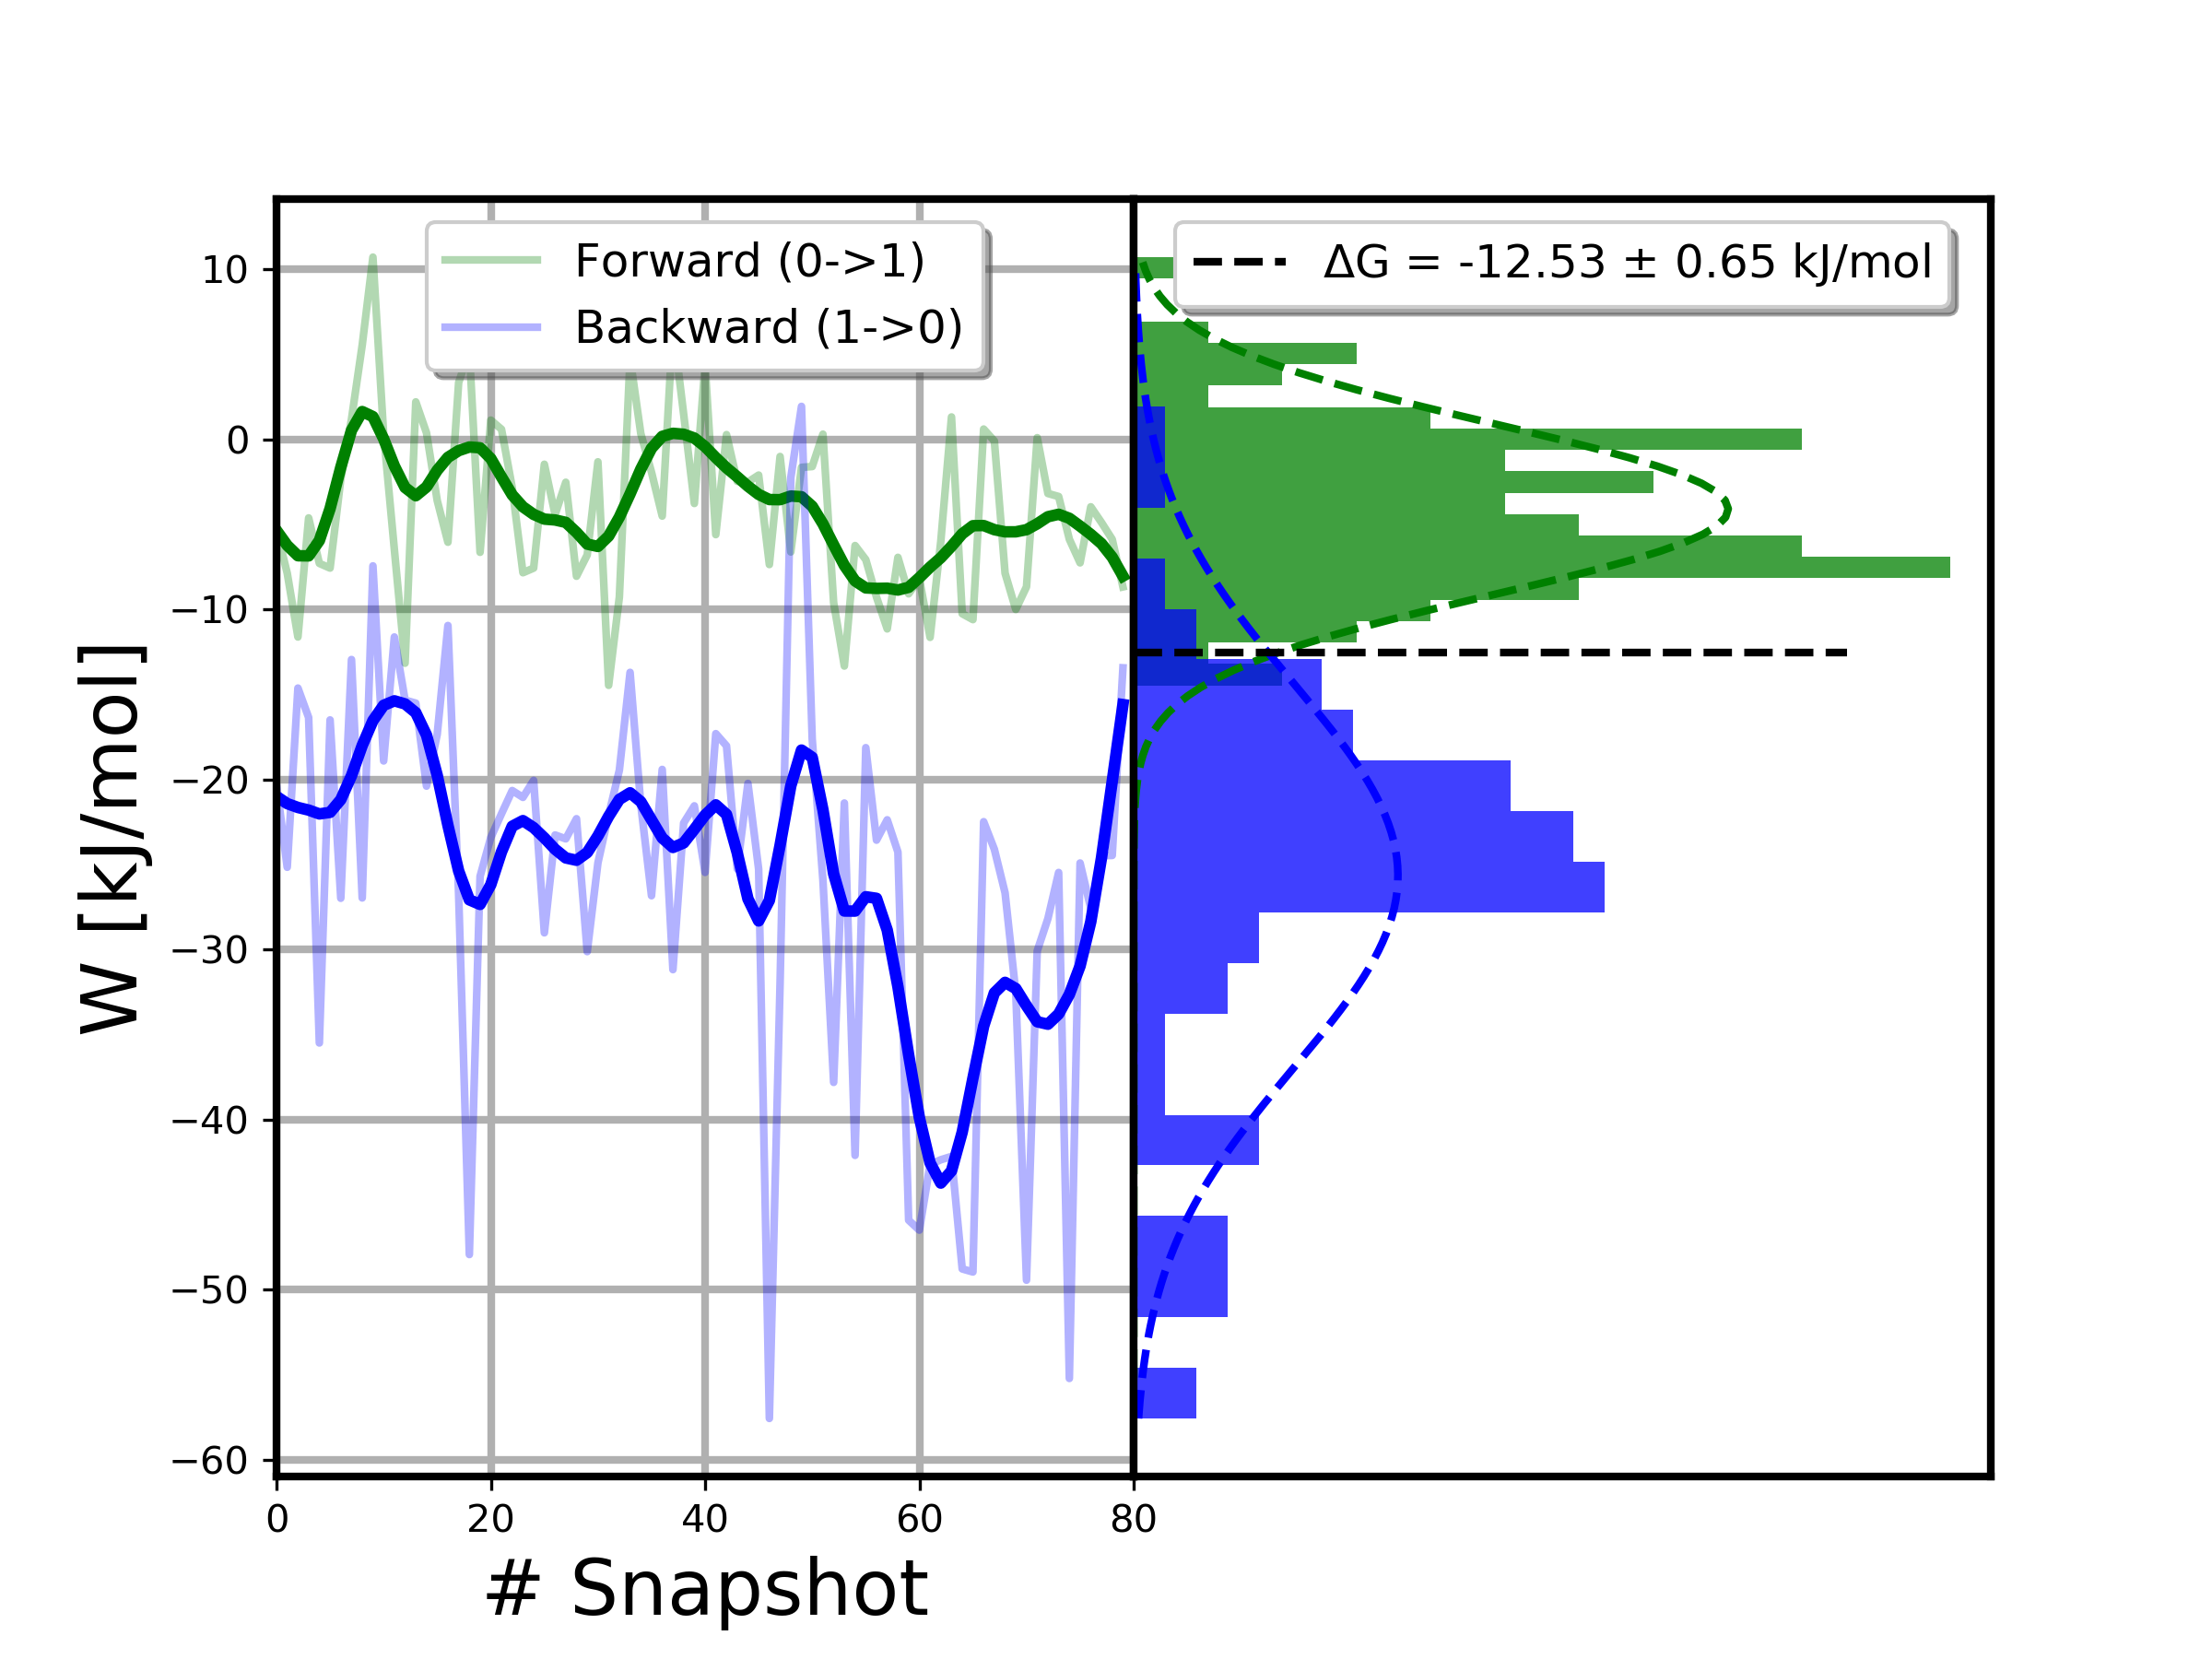 Forward (0->1)
Backward (1->0)
ΔG = -12.53 ± 0.65 kJ/mol
W [kJ/mol]
10
0
−10
−20
−30
−40
−50
−60
0 20 40 60 80
# Snapshot